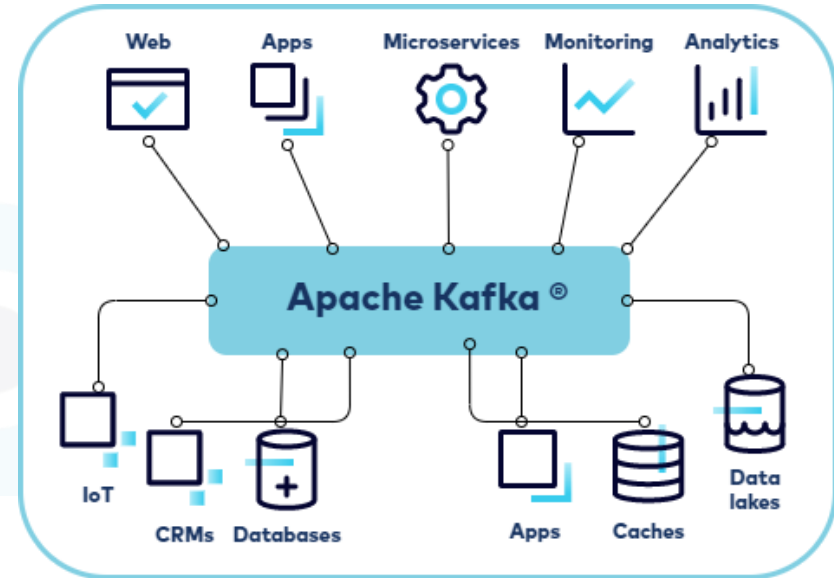 Web
Apps
Microservices
Monitoring
Analytics
Apache Kafka ®
IoT
CRMs
Databases
Apps
Caches
Data
lakes